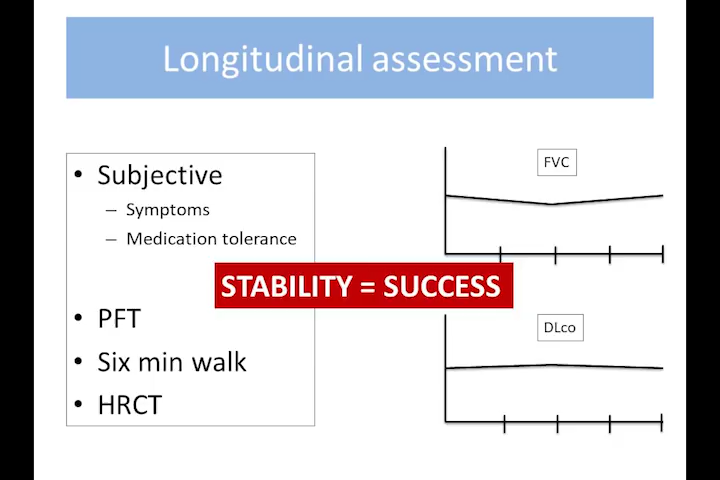 Longitudinal assessment
• Subjective
– Symptoms
– Medication tolerance
STABILITY = SUCCESS
• PFT
• Six min walk
• HRCT
FVC
DLco